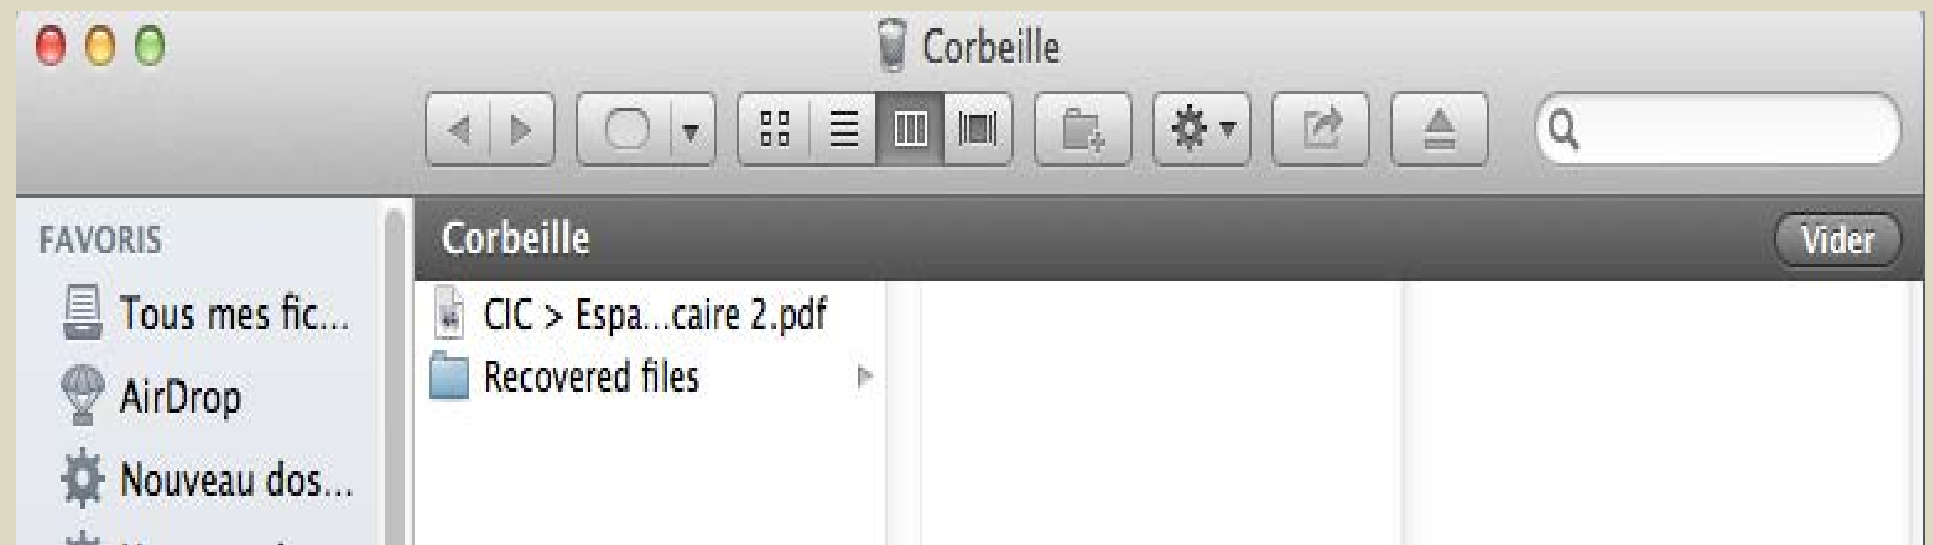 Corbeille
FAVORIS
Corbeille
Vider
Tous mes fic...
CIC > Espa...caire 2.pdf
Recovered files
AirDrop
Nouveau dos...